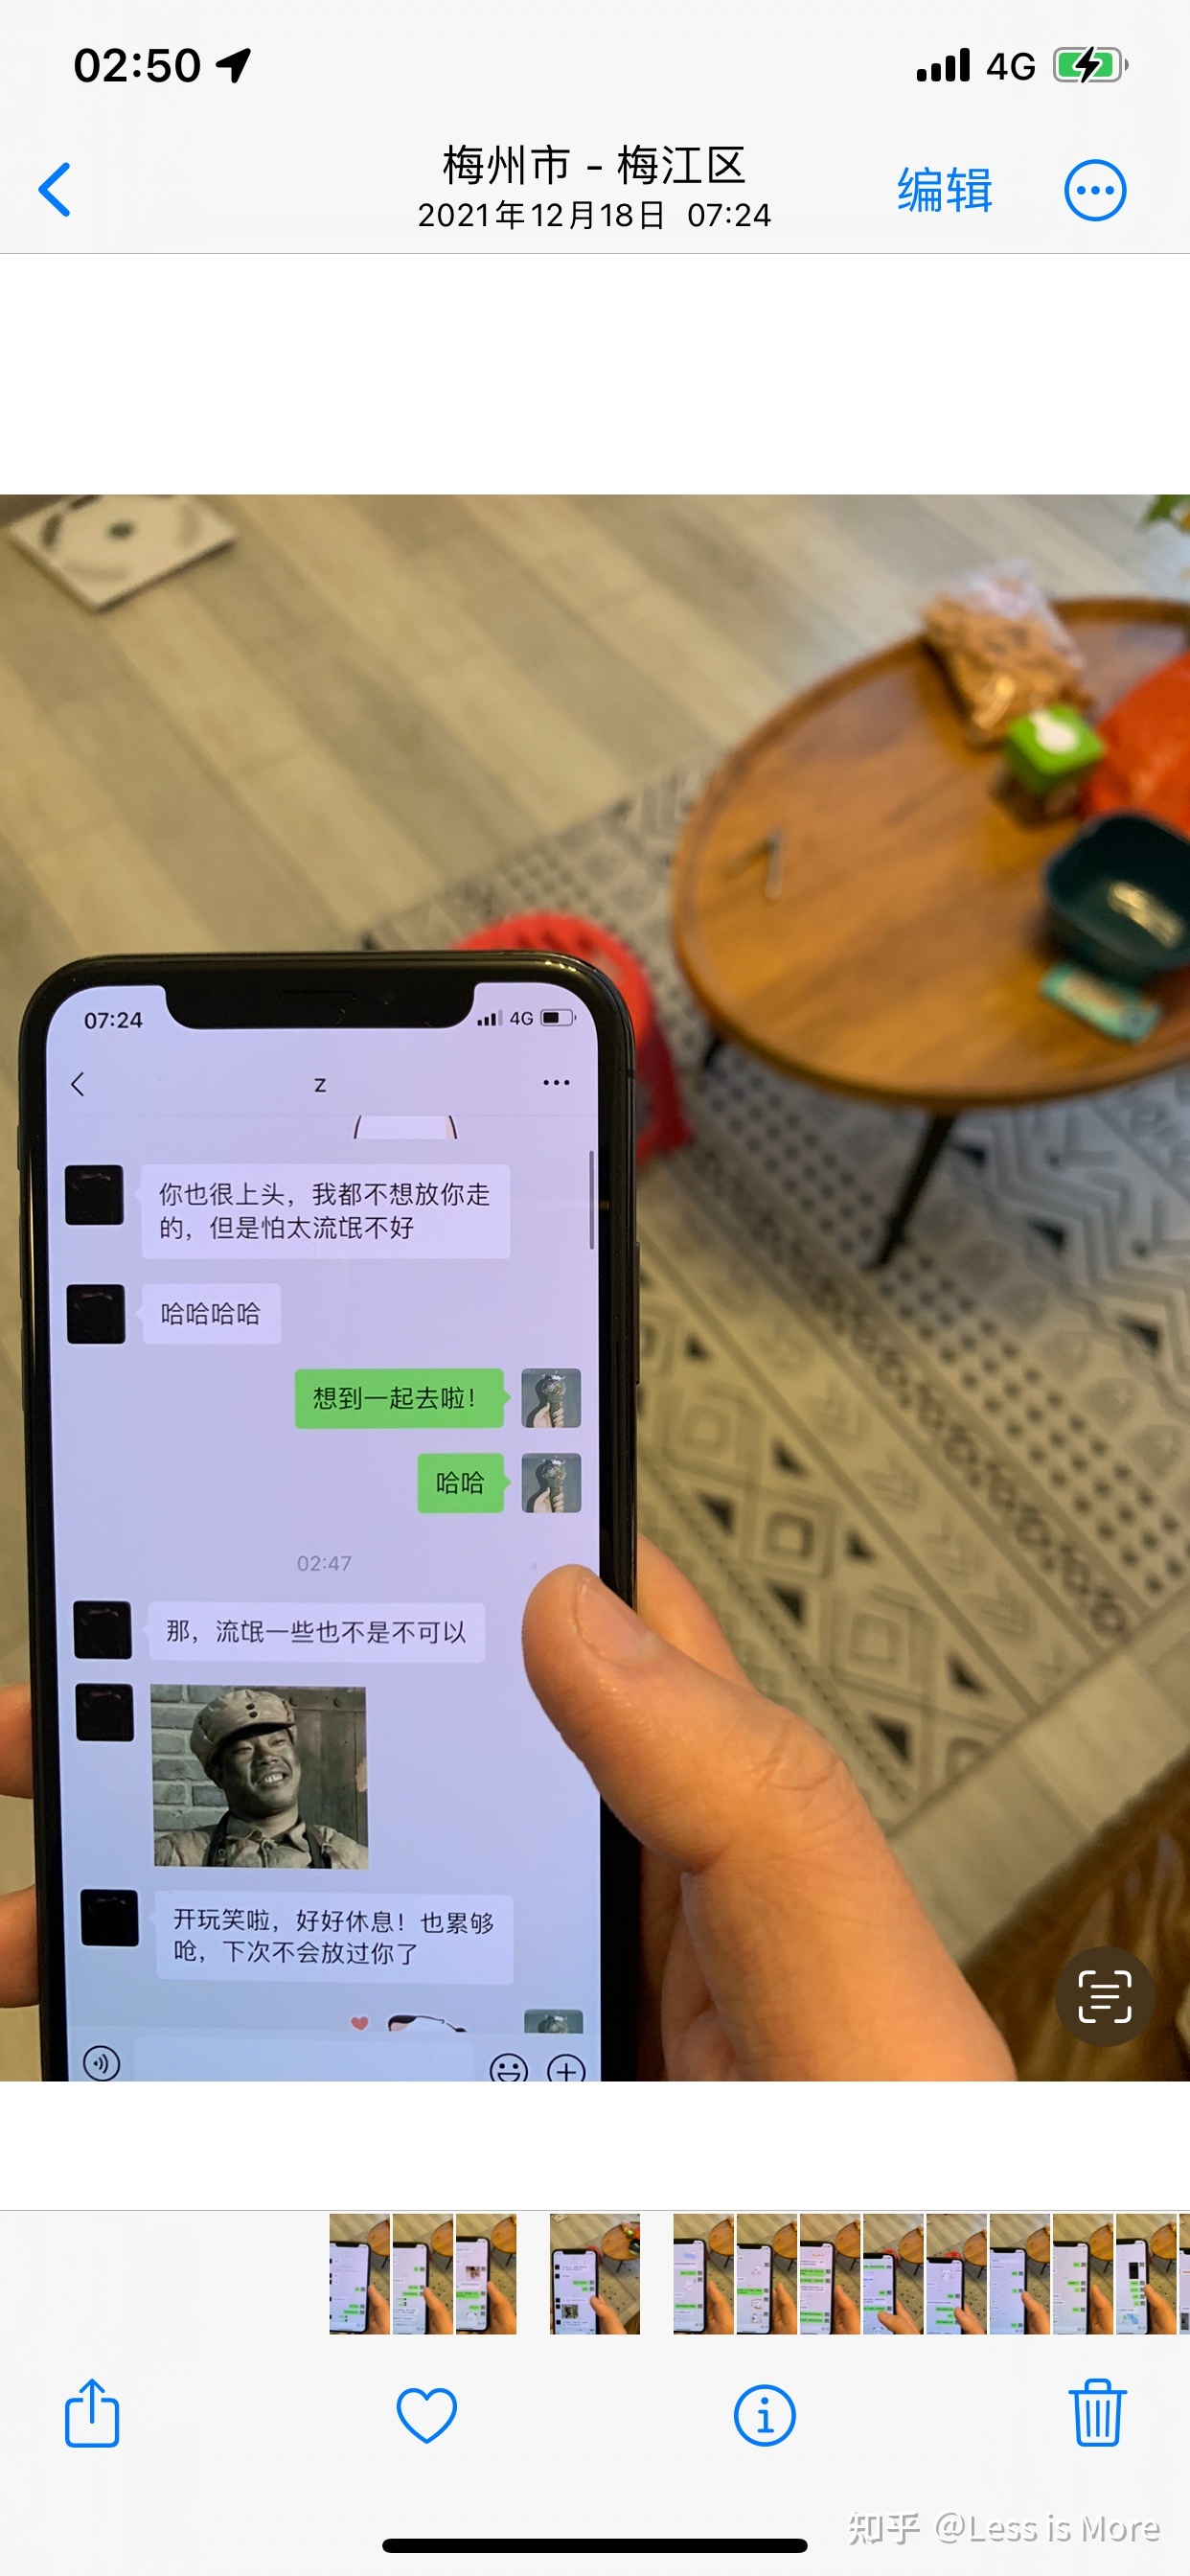 02:50
4G
梅州市 - 梅江区
2021年12月18日 07:24
编辑
07:24
4G
z
你也很上头，我都不想放你走
的，但是怕太流氓不好
哈哈哈哈
想到一起去啦！
哈哈
02:47
那，流氓一些也不是不可以
开玩笑啦，好好休息！也累够
呛，下次不会放过你了
知乎 @Less is More